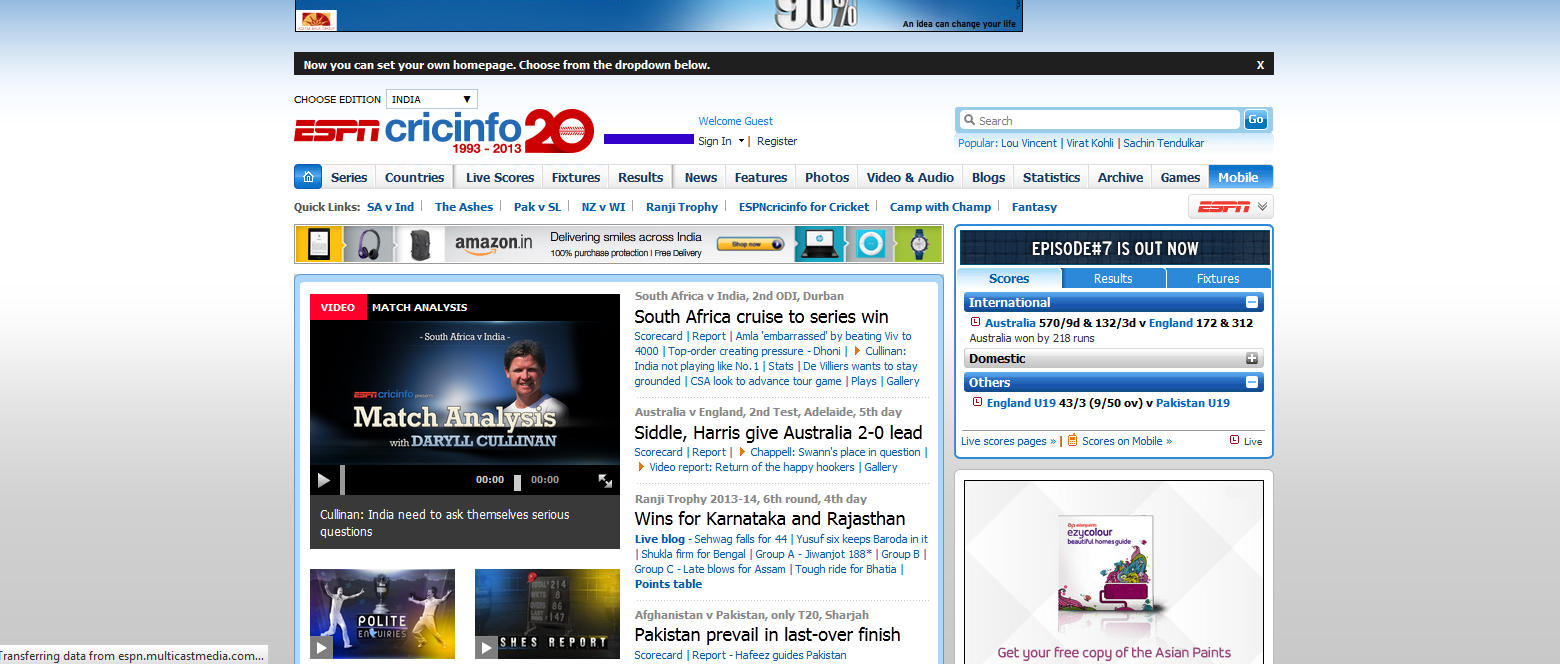 90%
An idea can change your life
Now you can set your own homepage. Choose from the dropdown below.
X
CHOOSE EDITION INDIA
ESPN cricinfo 20
1993 - 2013
Welcome Guest
Sign In | Register
Search Go
Popular: Lou Vincent | Virat Kohli | Sachin Tendulkar
Series Countries Live Scores Fixtures Results News Features Photos Video & Audio Blogs Statistics Archive Games Mobile
Quick Links: SA v Ind | The Ashes | Pak v SL | NZ v WI | Ranji Trophy | ESPNcricinfo for Cricket | Camp with Champ | Fantasy
ESPN
amazon.in
Delivering smiles across India
100% purchase protection | Free Delivery
Shop now
VIDEO MATCH ANALYSIS
- South Africa v India -
ESPN cricinfo presents
Match Analysis
with DARYLL CULLINAN
00:00 00:00
Cullinan: India need to ask themselves serious
questions
POLITE
ENQUIRIES
TOTAL 214
WKTS 8
OVERS 86
LAST 147
SHES REPORT
South Africa v India, 2nd ODI, Durban
South Africa cruise to series win
Scorecard | Report | Amla 'embarrassed' by beating Viv to
4000 | Top-order creating pressure - Dhoni | Cullinan:
India not playing like No.1 | Stats | De Villiers wants to stay
grounded | CSA look to advance tour game | Plays | Gallery
Australia v England, 2nd Test, Adelaide, 5th day
Siddle, Harris give Australia 2-0 lead
Scorecard | Report | Chappell: Swann's place in question |
Video report: Return of the happy hookers | Gallery
Ranji Trophy 2013-14, 6th round, 4th day
Wins for Karnataka and Rajasthan
Live blog - Sehwag falls for 44 | Yusuf six keeps Baroda in it
| Shukla firm for Bengal | Group A - Jiwanjot 188* | Group B |
Group C - Late blows for Assam | Tough ride for Bhatia |
Points table
Afghanistan v Pakistan, only T20, Sharjah
Pakistan prevail in last-over finish
Scorecard | Report - Hafeez guides Pakistan
EPISODE#7 IS OUT NOW
Scores Results Fixtures
International
Australia 570/9d & 132/3d v England 172 & 312
Australia won by 218 runs
Domestic
Others
England U19 43/3 (9/50 ov) v Pakistan U19
Live scores pages » | Scores on Mobile »
Live
ezycolour
beautiful homes guide
Get your free copy of the Asian Paints
Transferring data from espn.multicastmedia.com...